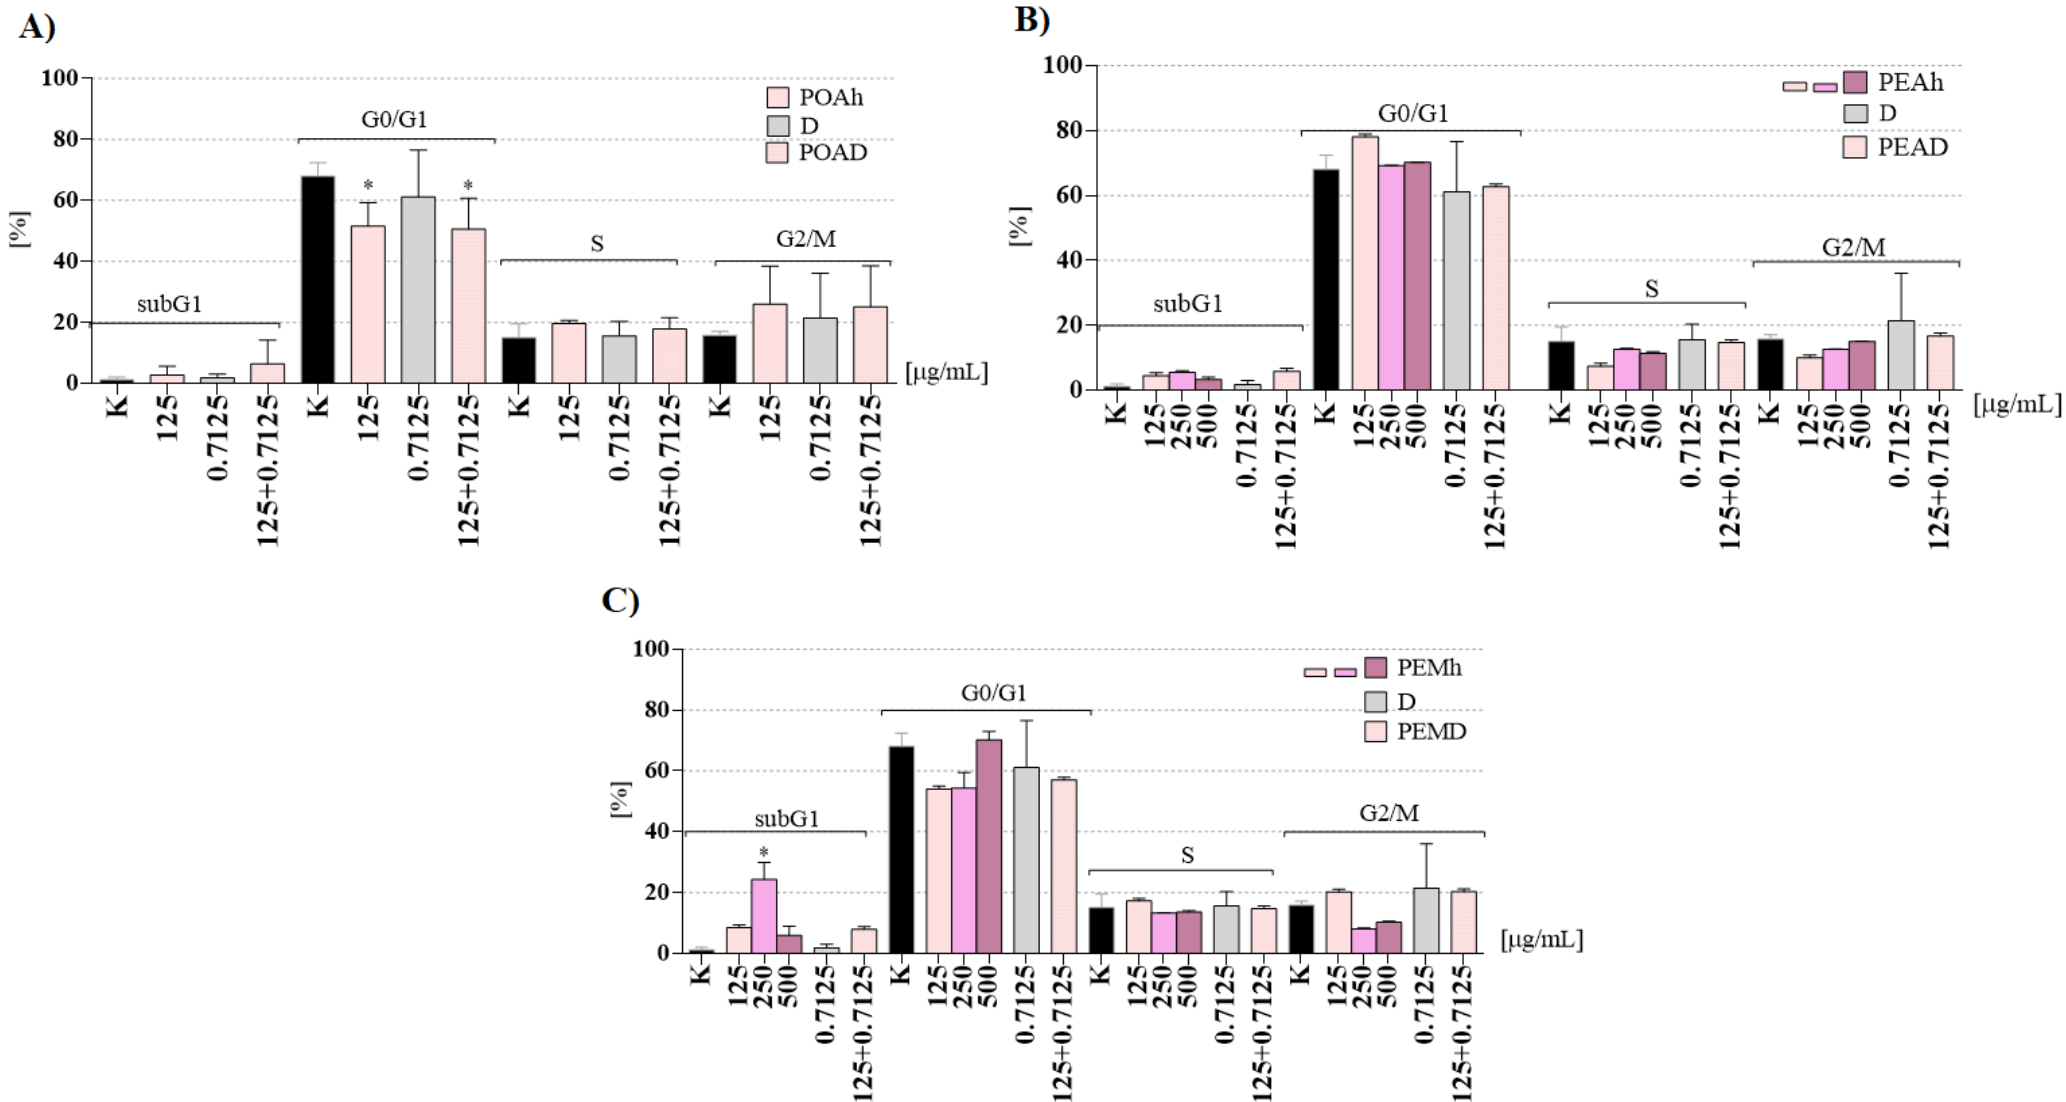 A)
100
80
60
40
20
0
[%]
subG1
G0/G1
S
G2/M
POAh
D
POAD
[µg/mL]
K
125
0.7125
125+0.7125
K
125
0.7125
125+0.7125
K
125
0.7125
125+0.7125
K
125
0.7125
125+0.7125
*
*
B)
100
80
60
40
20
0
[%]
subG1
G0/G1
S
G2/M
PEAh
D
PEAD
[µg/mL]
K
125
250
500
0.7125
125+0.7125
K
125
250
500
0.7125
125+0.7125
K
125
250
500
0.7125
125+0.7125
K
125
250
500
0.7125
125+0.7125
C)
100
80
60
40
20
0
[%]
subG1
*
G0/G1
S
G2/M
PEMh
D
PEMD
[µg/mL]
K
125
250
500
0.7125
125+0.7125
K
125
250
500
0.7125
125+0.7125
K
125
250
500
0.7125
125+0.7125
K
125
250
500
0.7125
125+0.7125